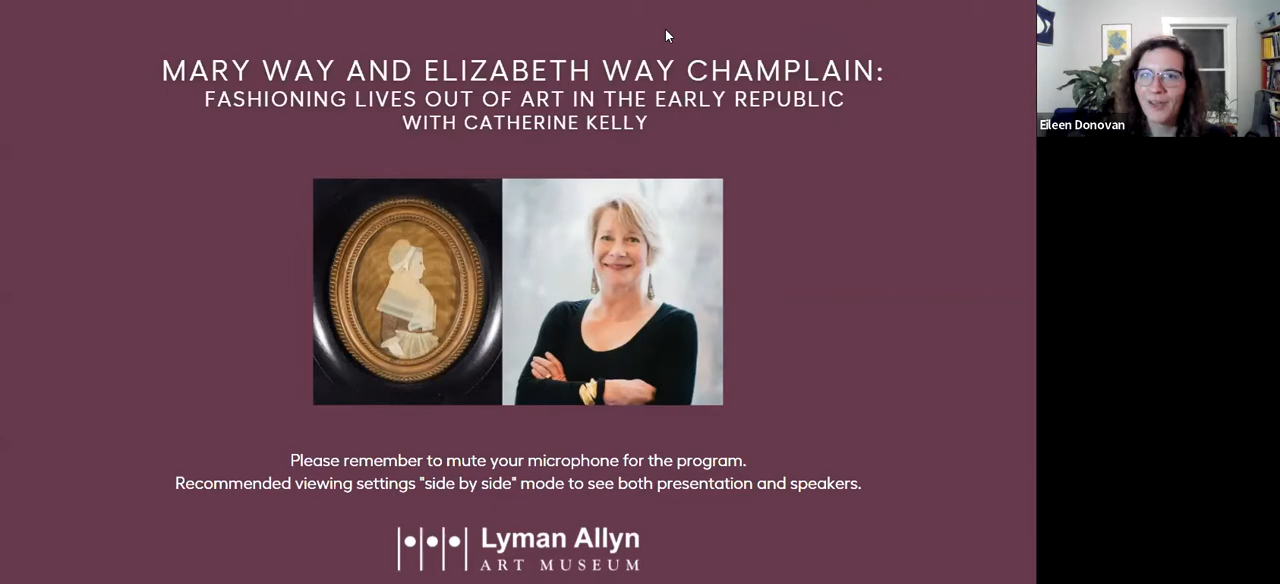 MARY WAY AND ELIZABETH WAY CHAMPLAIN:
FASHIONING LIVES OUT OF ART IN THE EARLY REPUBLIC
WITH CATHERINE KELLY
Please remember to mute your microphone for the program.
Recommended viewing settings "side by side" mode to see both presentation and speakers.
Lyman Allyn
ART MUSEUM
Eileen Donovan